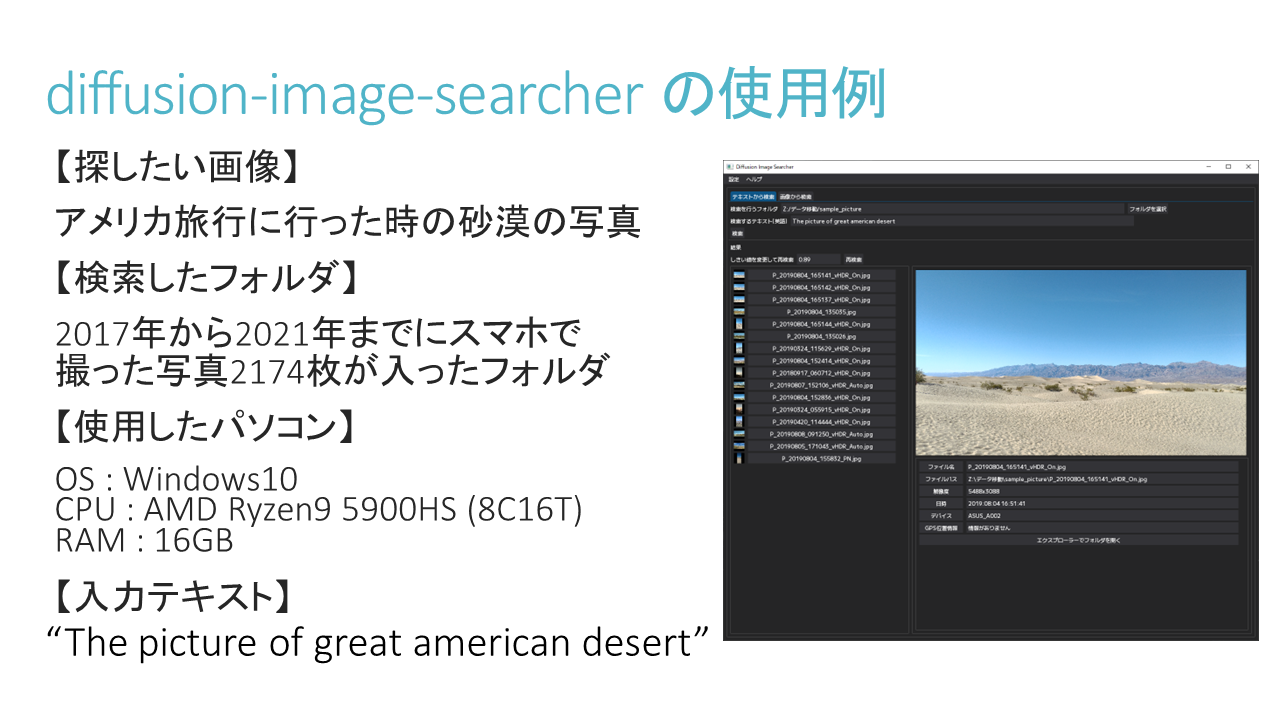 diffusion-image-searcher の使用例
【探したい画像】
アメリカ旅行に行った時の砂漠の写真
【検索したフォルダ】
2017年から2021年までにスマホで
撮った写真2174枚が入ったフォルダ
【使用したパソコン】
OS : Windows10
CPU : AMD Ryzen9 5900HS (8C16T)
RAM : 16GB
【入力テキスト】
“The picture of great american desert”
Diffusion Image Searcher
設定 ヘルプ
テキストから検索 画像から検索
検索を行うフォルダ Z:/データ移動/sample_picture フォルダを選択
検索するテキスト(英語) The picture of great american desert
検索
結果
しきい値を変更して再検索 0.89 再検索
P_20190804_165141_vHDR_On.jpg
P_20190804_165142_vHDR_On.jpg
P_20190804_165137_vHDR_On.jpg
P_20190804_135035.jpg
P_20190804_165144_vHDR_On.jpg
P_20190804_135026.jpg
P_20190324_115629_vHDR_On.jpg
P_20190804_152414_vHDR_On.jpg
P_20180917_060712_vHDR_On.jpg
P_20190807_152106_vHDR_Auto.jpg
P_20190804_152836_vHDR_On.jpg
P_20190324_055915_vHDR_On.jpg
P_20190420_114444_vHDR_On.jpg
P_20190808_091250_vHDR_Auto.jpg
P_20190805_171043_vHDR_Auto.jpg
P_20190804_155832_PN.jpg
ファイル名 P_20190804_165141_vHDR_On.jpg
ファイルパス Z:\データ移動\sample_picture\P_20190804_165141_vHDR_On.jpg
解像度 5488x3088
日時 2019:08:04 16:51:41
デバイス ASUS_A002
GPS位置情報 情報がありません
エクスプローラーでフォルダを開く